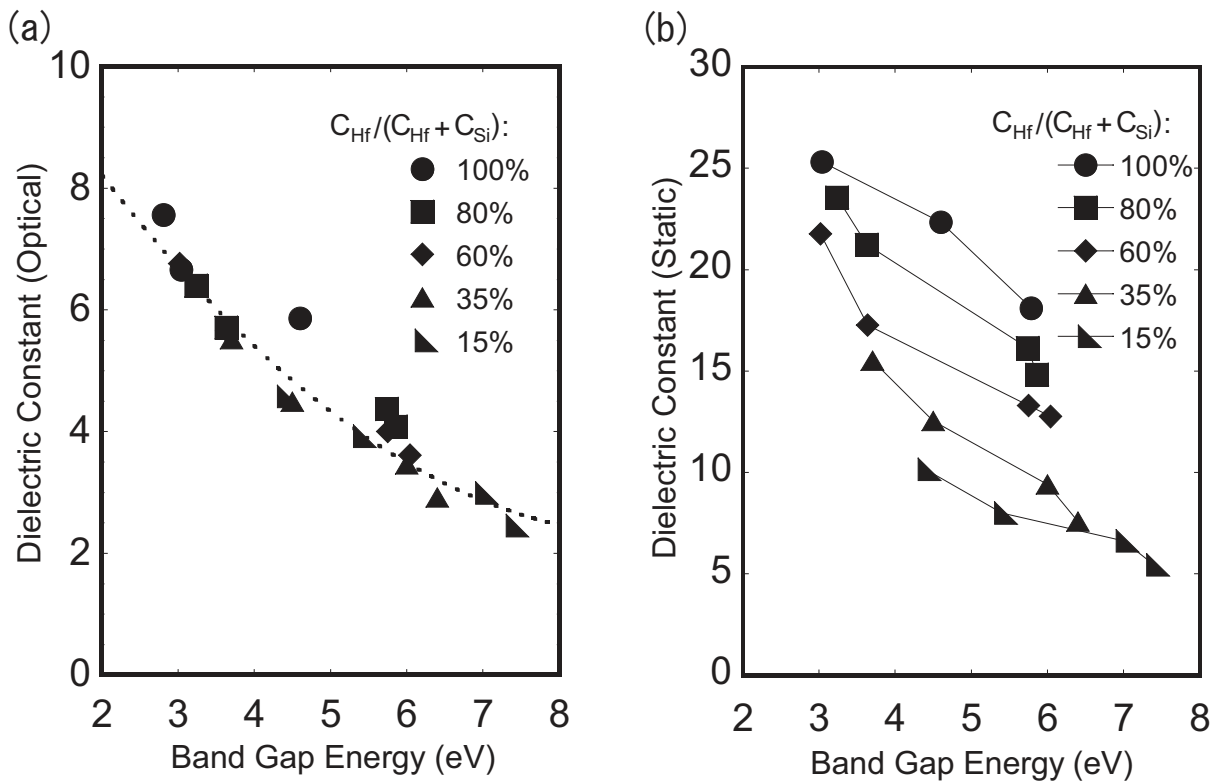 (a)
Dielectric Constant (Optical)
10
8
6
4
2
0
2 3 4 5 6 7 8
Band Gap Energy (eV)
C_Hf/(C_Hf + C_Si):
100%
80%
60%
35%
15%
(b)
Dielectric Constant (Static)
30
25
20
15
10
5
0
2 3 4 5 6 7 8
Band Gap Energy (eV)
C_Hf/(C_Hf + C_Si):
100%
80%
60%
35%
15%